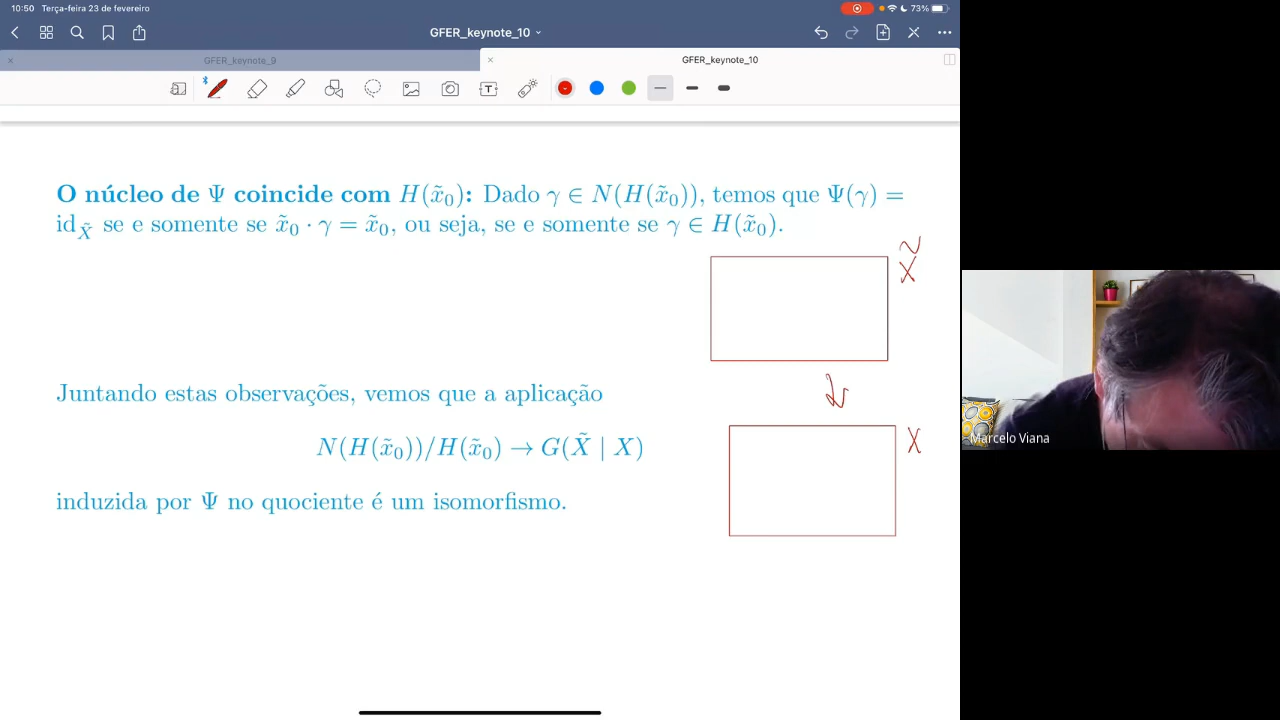 10:50 Terça-feira 23 de fevereiro
73%
GFER_keynote_10
GFER_keynote_9
GFER_keynote_10
T
O núcleo de Ψ coincide com H(x̃₀): Dado γ ∈ N(H(x̃₀)), temos que Ψ(γ) =
id_X̃ se e somente se x̃₀ · γ = x̃₀, ou seja, se e somente se γ ∈ H(x̃₀).
X̃
Juntando estas observações, vemos que a aplicação
X
N(H(x̃₀))/H(x̃₀) → G(X̃ | X)
Marcelo Viana
induzida por Ψ no quociente é um isomorfismo.